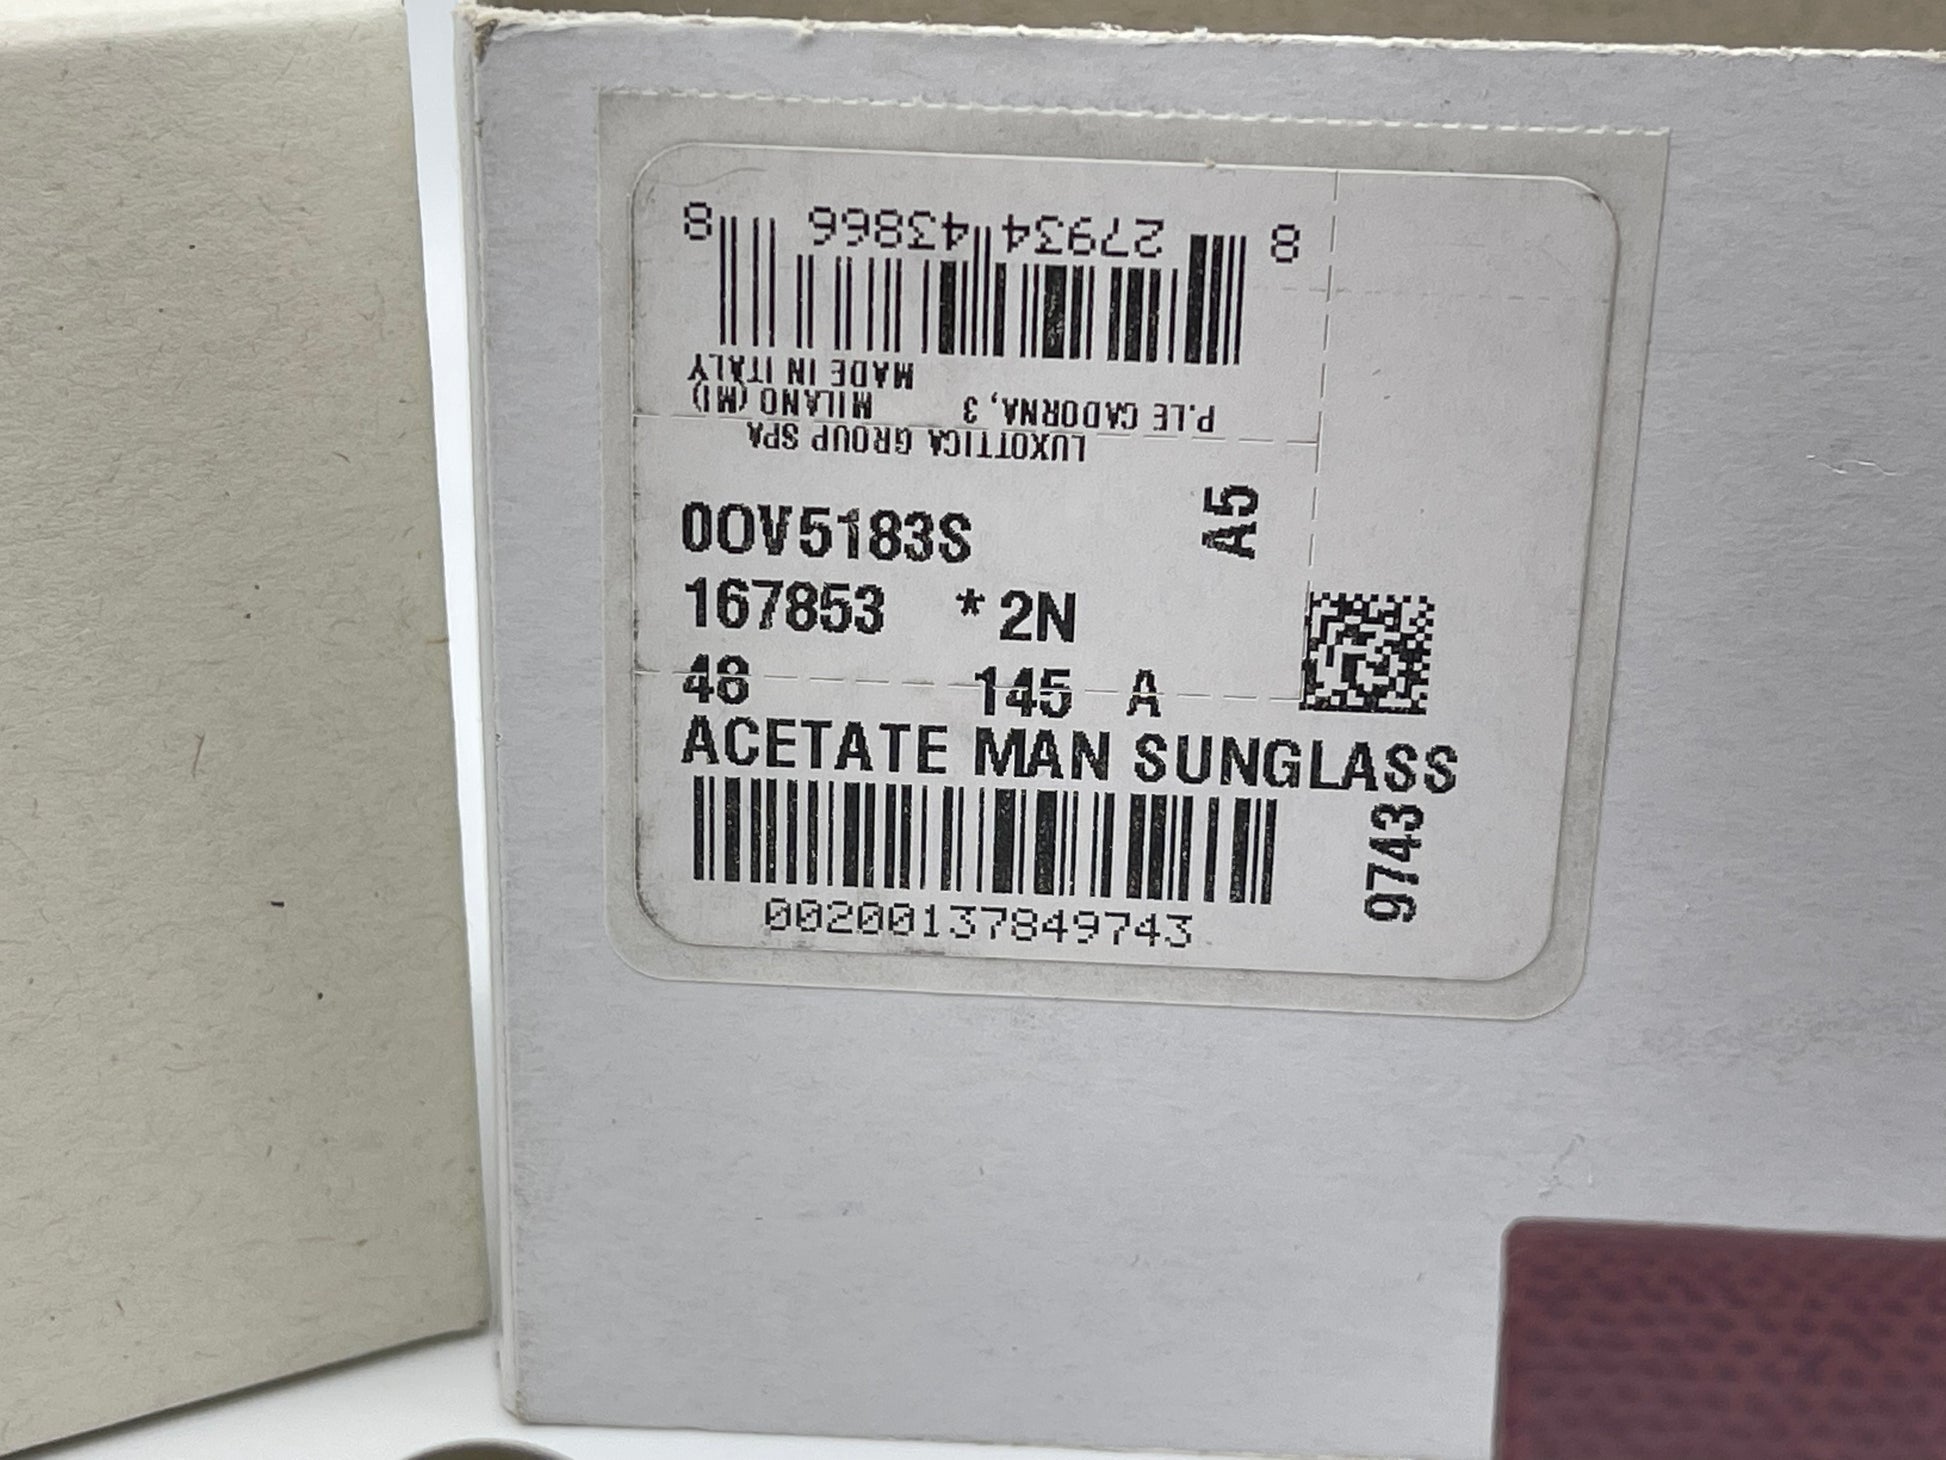 LUXOTTICA GROUP SPA
P.LE CADORNA, 3 MILANO (MI)
MADE IN ITALY
8 27934 43866 8
0OV5183S A5
167853 *2N
48 145 A
ACETATE MAN SUNGLASS
9743
00200137849743